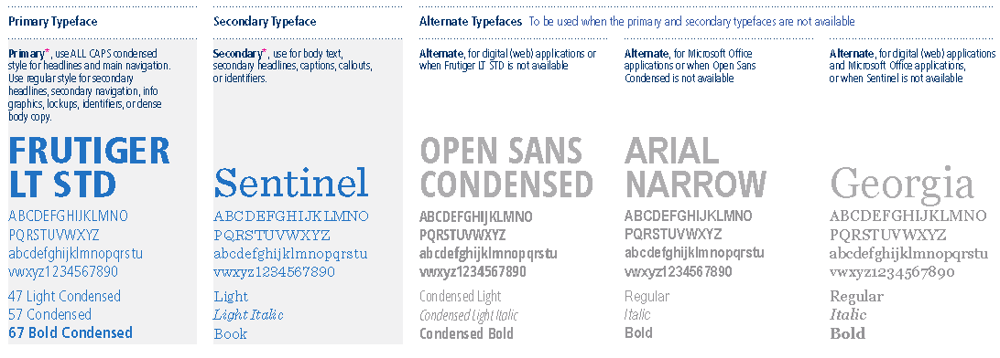 Primary Typeface
Primary*, use ALL CAPS condensed
style for headlines and main navigation.
Use regular style for secondary
headlines, secondary navigation, info
graphics, lockups, identifiers, or dense
body copy.
FRUTIGER
LT STD
ABCDEFGHIJKLMNO
PQRSTUVWXYZ
abcdefghijklmnopqrstu
vwxyz1234567890
47 Light Condensed
57 Condensed
67 Bold Condensed
Secondary Typeface
Secondary*, use for body text,
secondary headlines, captions, callouts,
or identifiers.
Sentinel
ABCDEFGHIJKLMNO
PQRSTUVWXYZ
abcdefghijklmnopqrstu
vwxyz1234567890
Light
Light Italic
Book
Alternate Typefaces To be used when the primary and secondary typefaces are not available
Alternate, for digital (web) applications or
when Frutiger LT STD is not available
OPEN SANS
CONDENSED
ABCDEFGHIJKLMNO
PQRSTUVWXYZ
abcdefghijklmnopqrstu
vwxyz1234567890
Condensed Light
Condensed Light Italic
Condensed Bold
Alternate, for Microsoft Office
applications or when Open Sans
Condensed is not available
ARIAL
NARROW
ABCDEFGHIJKLMNO
PQRSTUVWXYZ
abcdefghijklmnopqrstu
vwxyz1234567890
Regular
Italic
Bold
Alternate, for digital (web) applications
and Microsoft Office applications,
or when Sentinel is not available
Georgia
ABCDEFGHIJKLMNO
PQRSTUVWXYZ
abcdefghijklmnopqrstu
vwxyz1234567890
Regular
Italic
Bold